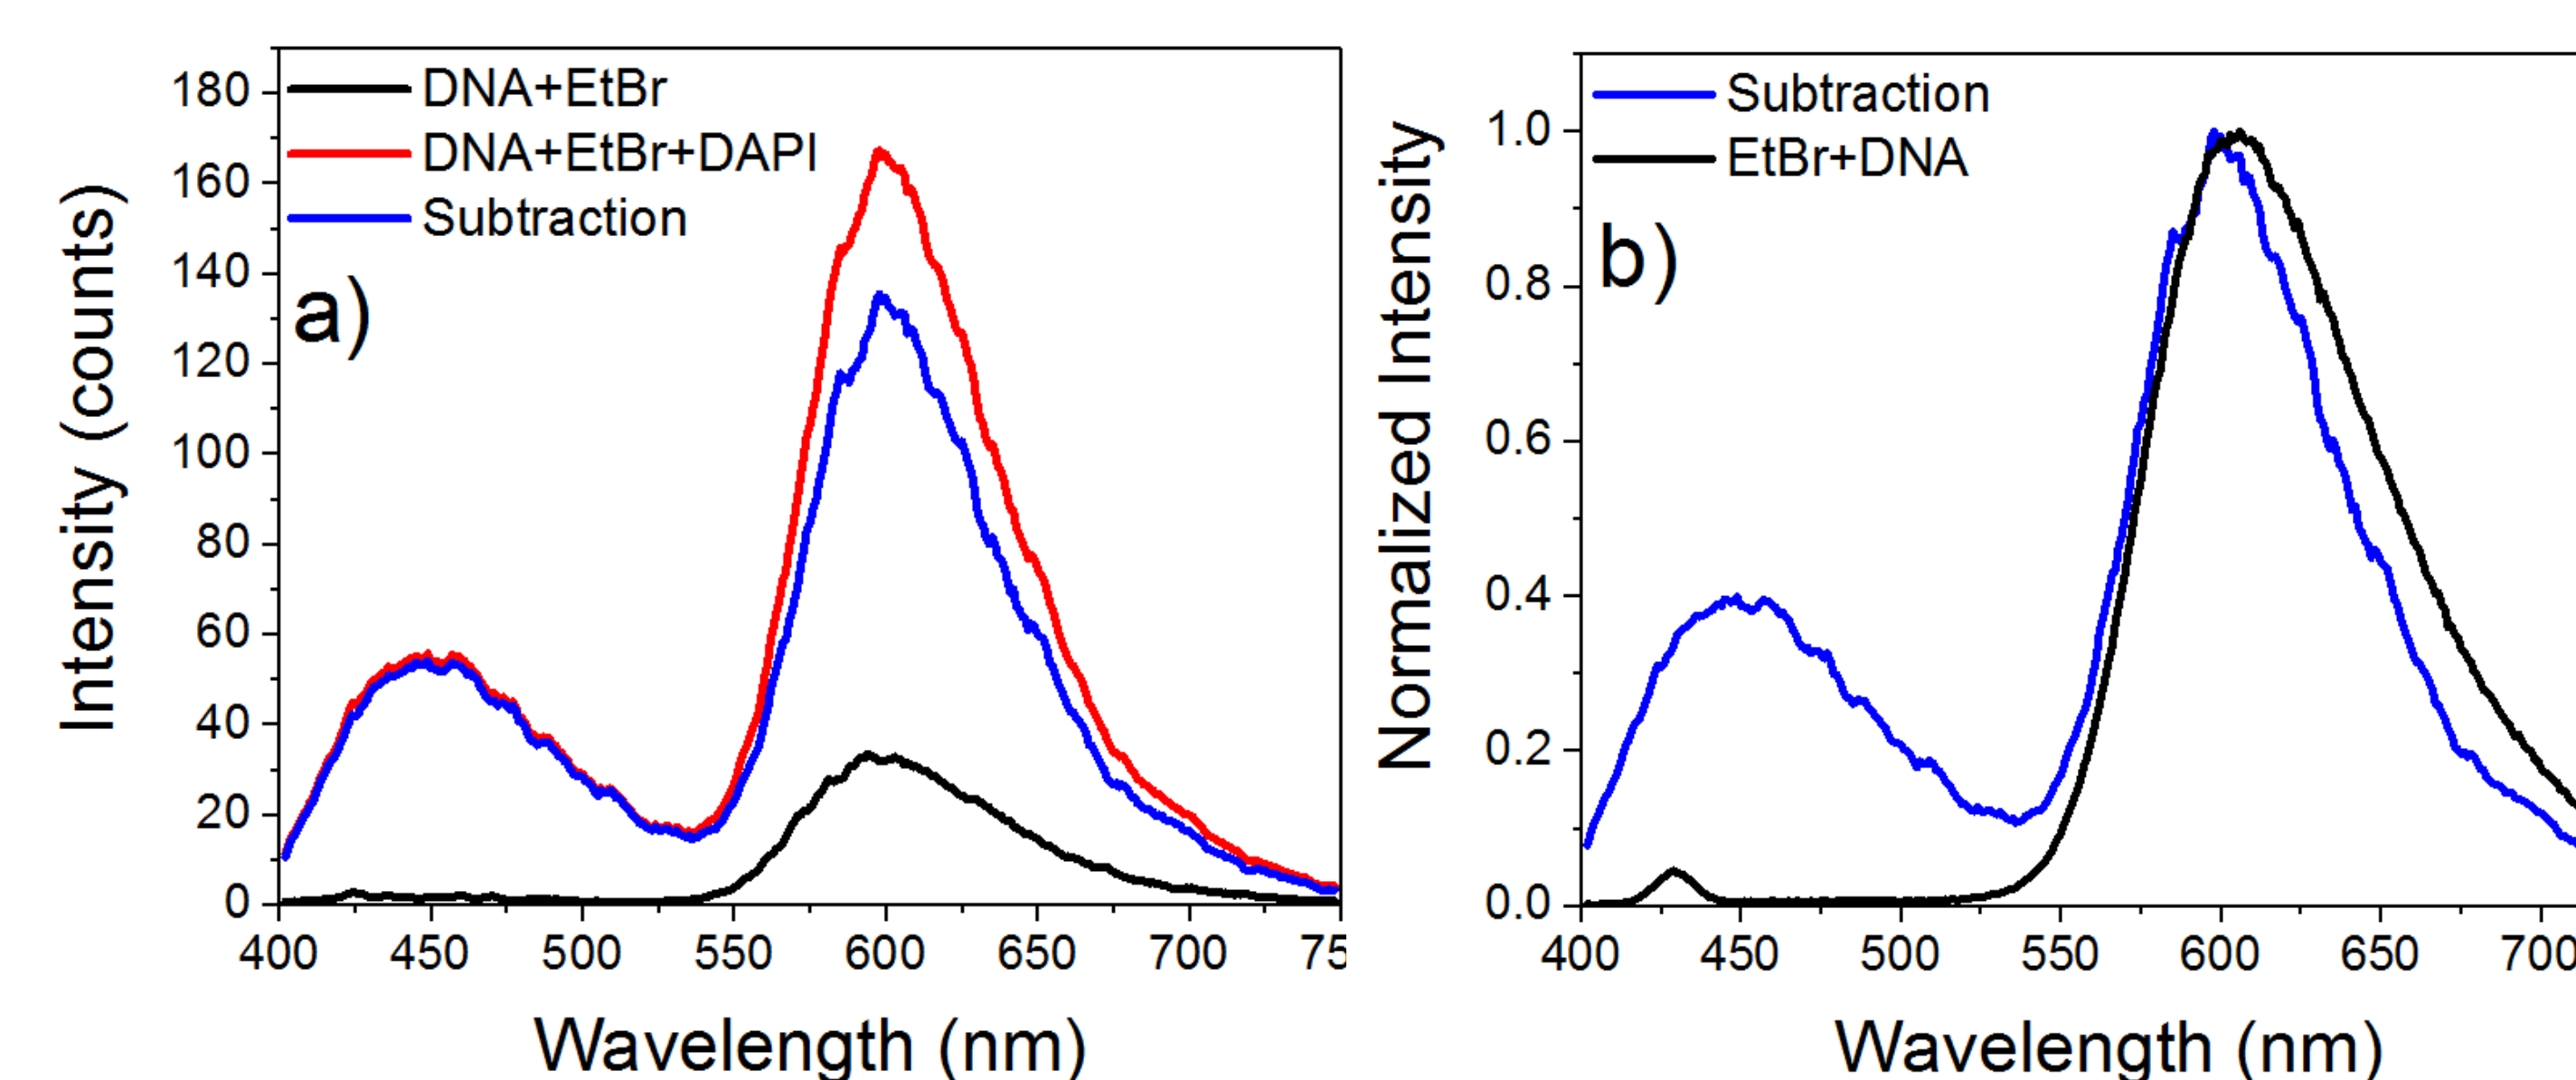 DNA+EtBr
DNA+EtBr+DAPI
Subtraction
a)
Intensity (counts)
180
160
140
120
100
80
60
40
20
0
400 450 500 550 600 650 700 75
Wavelength (nm)
Subtraction
EtBr+DNA
b)
Normalized Intensity
1.0
0.8
0.6
0.4
0.2
0.0
400 450 500 550 600 650 700
Wavelength (nm)